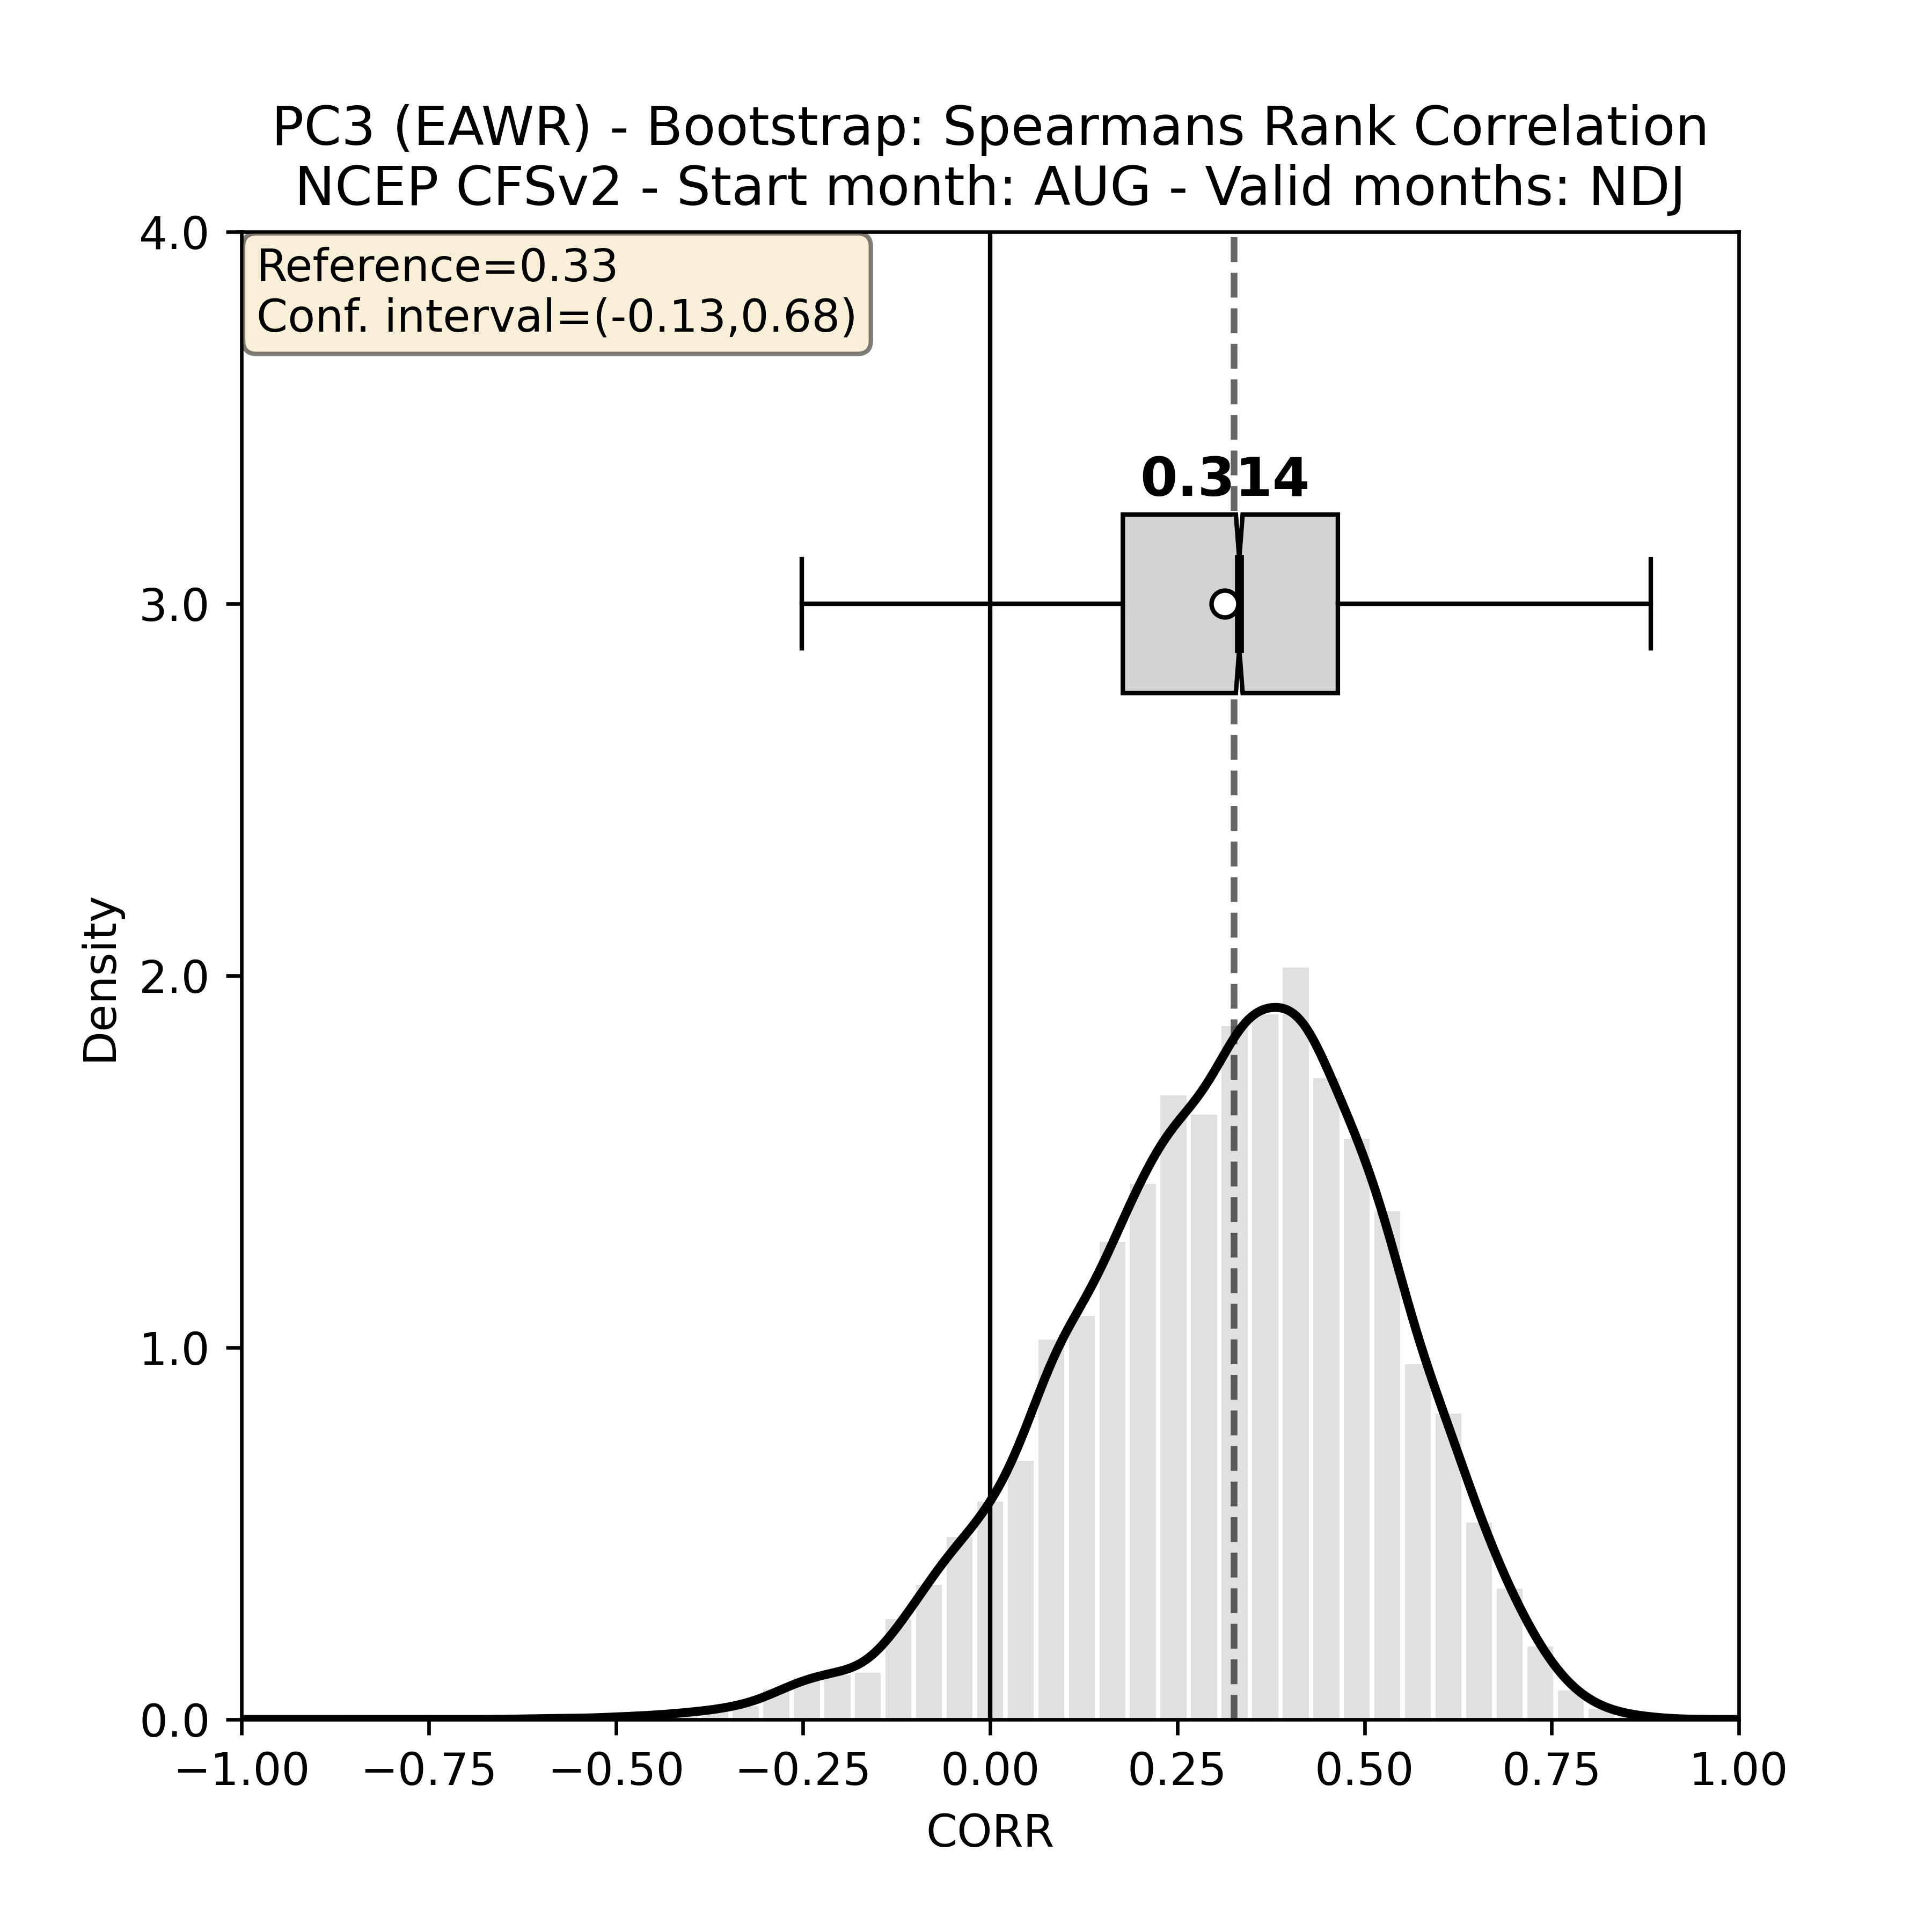 PC3 (EAWR) - Bootstrap: Spearmans Rank Correlation
NCEP CFSv2 - Start month: AUG - Valid months: NDJ
Reference=0.33
Conf. interval=(-0.13,0.68)
0.314
Density
4.0
3.0
2.0
1.0
0.0
−1.00 −0.75 −0.50 −0.25 0.00 0.25 0.50 0.75 1.00
CORR